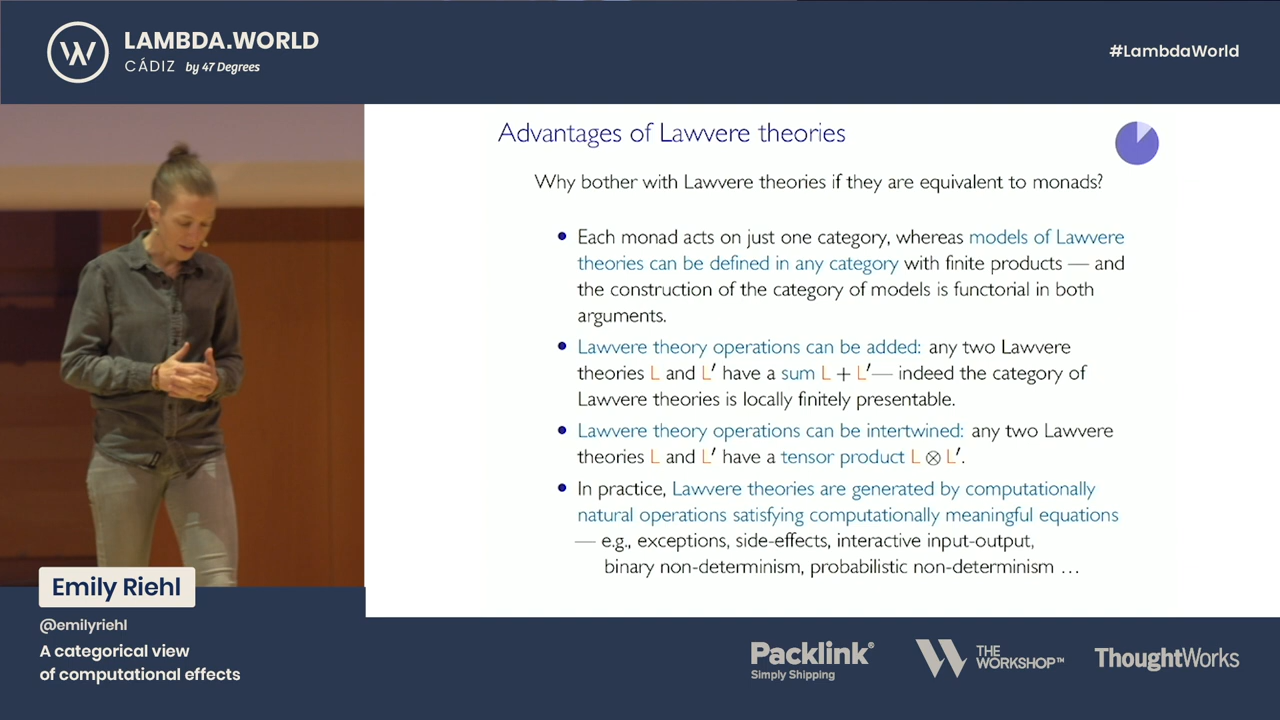 LAMBDA.WORLD
CÁDIZ by 47 Degrees
#LambdaWorld
Advantages of Lawvere theories
Why bother with Lawvere theories if they are equivalent to monads?
• Each monad acts on just one category, whereas models of Lawvere
theories can be defined in any category with finite products — and
the construction of the category of models is functorial in both
arguments.
• Lawvere theory operations can be added: any two Lawvere
theories L and L′ have a sum L + L′— indeed the category of
Lawvere theories is locally finitely presentable.
• Lawvere theory operations can be intertwined: any two Lawvere
theories L and L′ have a tensor product L ⊗ L′.
• In practice, Lawvere theories are generated by computationally
natural operations satisfying computationally meaningful equations
— e.g., exceptions, side-effects, interactive input-output,
binary non-determinism, probabilistic non-determinism …
Emily Riehl
@emilyriehl
A categorical view
of computational effects
Packlink®
Simply Shipping
THE
WORKSHOP™
ThoughtWorks